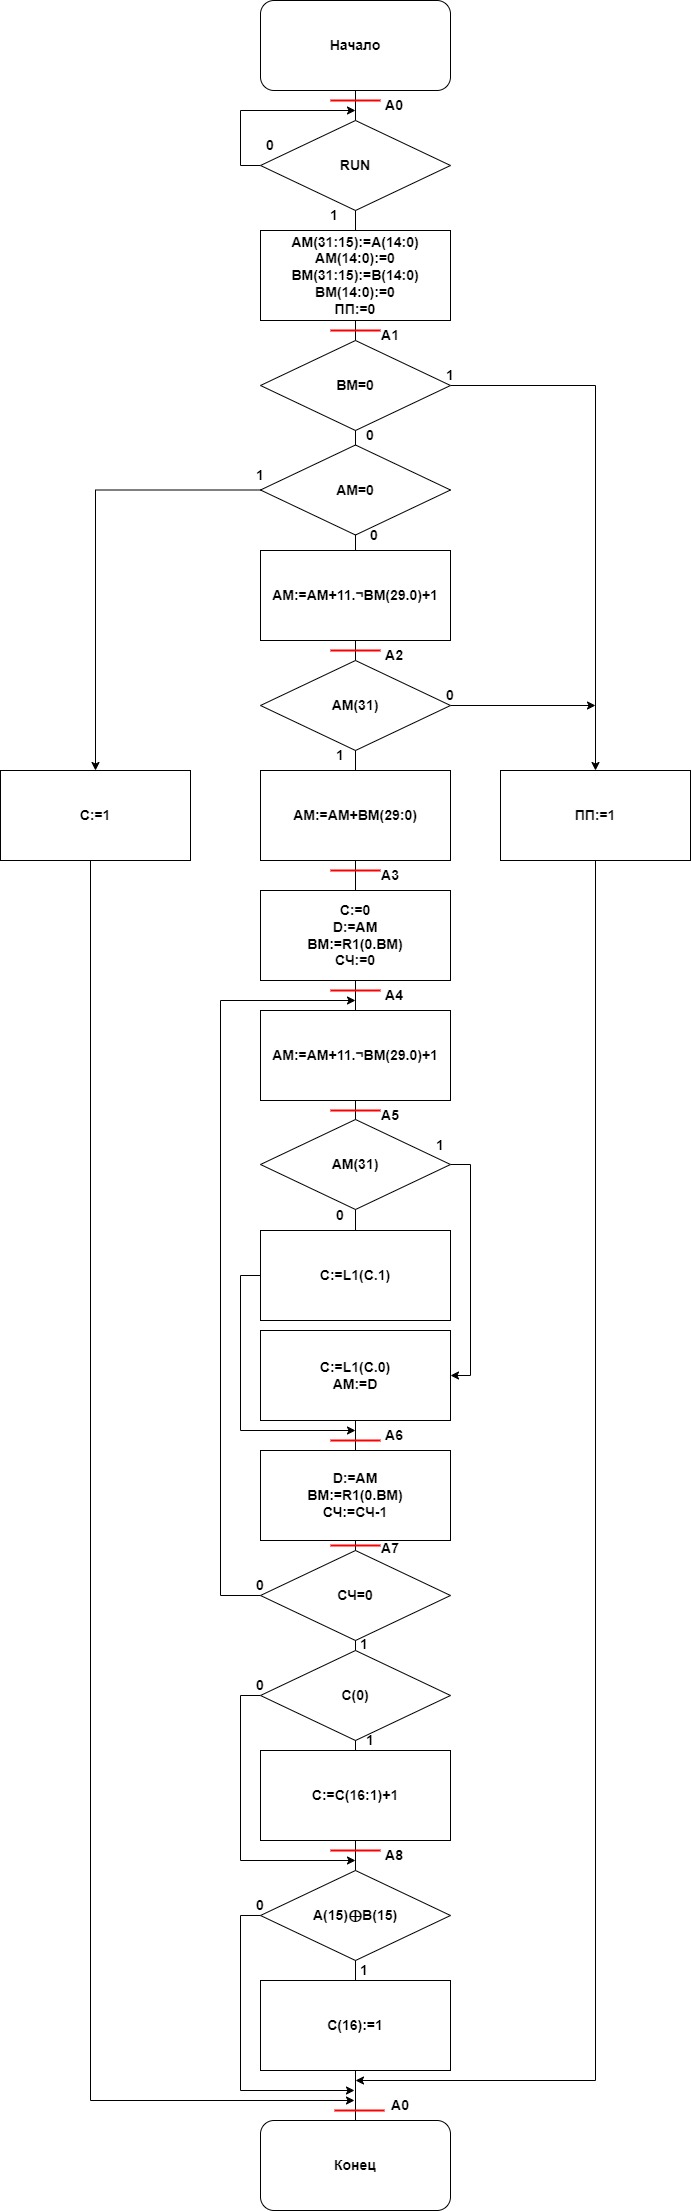 Начало
A0
0
RUN
1
AM(31:15):=A(14:0)
AM(14:0):=0
BM(31:15):=B(14:0)
BM(14:0):=0
ПП:=0
A1
BM=0
1
0
AM=0
1
0
AM:=AM+11.¬BM(29.0)+1
A2
AM(31)
0
1
C:=1
AM:=AM+BM(29:0)
ПП:=1
A3
C:=0
D:=AM
BM:=R1(0.BM)
СЧ:=0
A4
AM:=AM+11.¬BM(29.0)+1
A5
1
AM(31)
0
C:=L1(C.1)
C:=L1(C.0)
AM:=D
A6
D:=AM
BM:=R1(0.BM)
СЧ:=СЧ-1
A7
0
СЧ=0
1
0
C(0)
1
C:=C(16:1)+1
A8
0
A(15)⊕B(15)
1
C(16):=1
A0
Конец